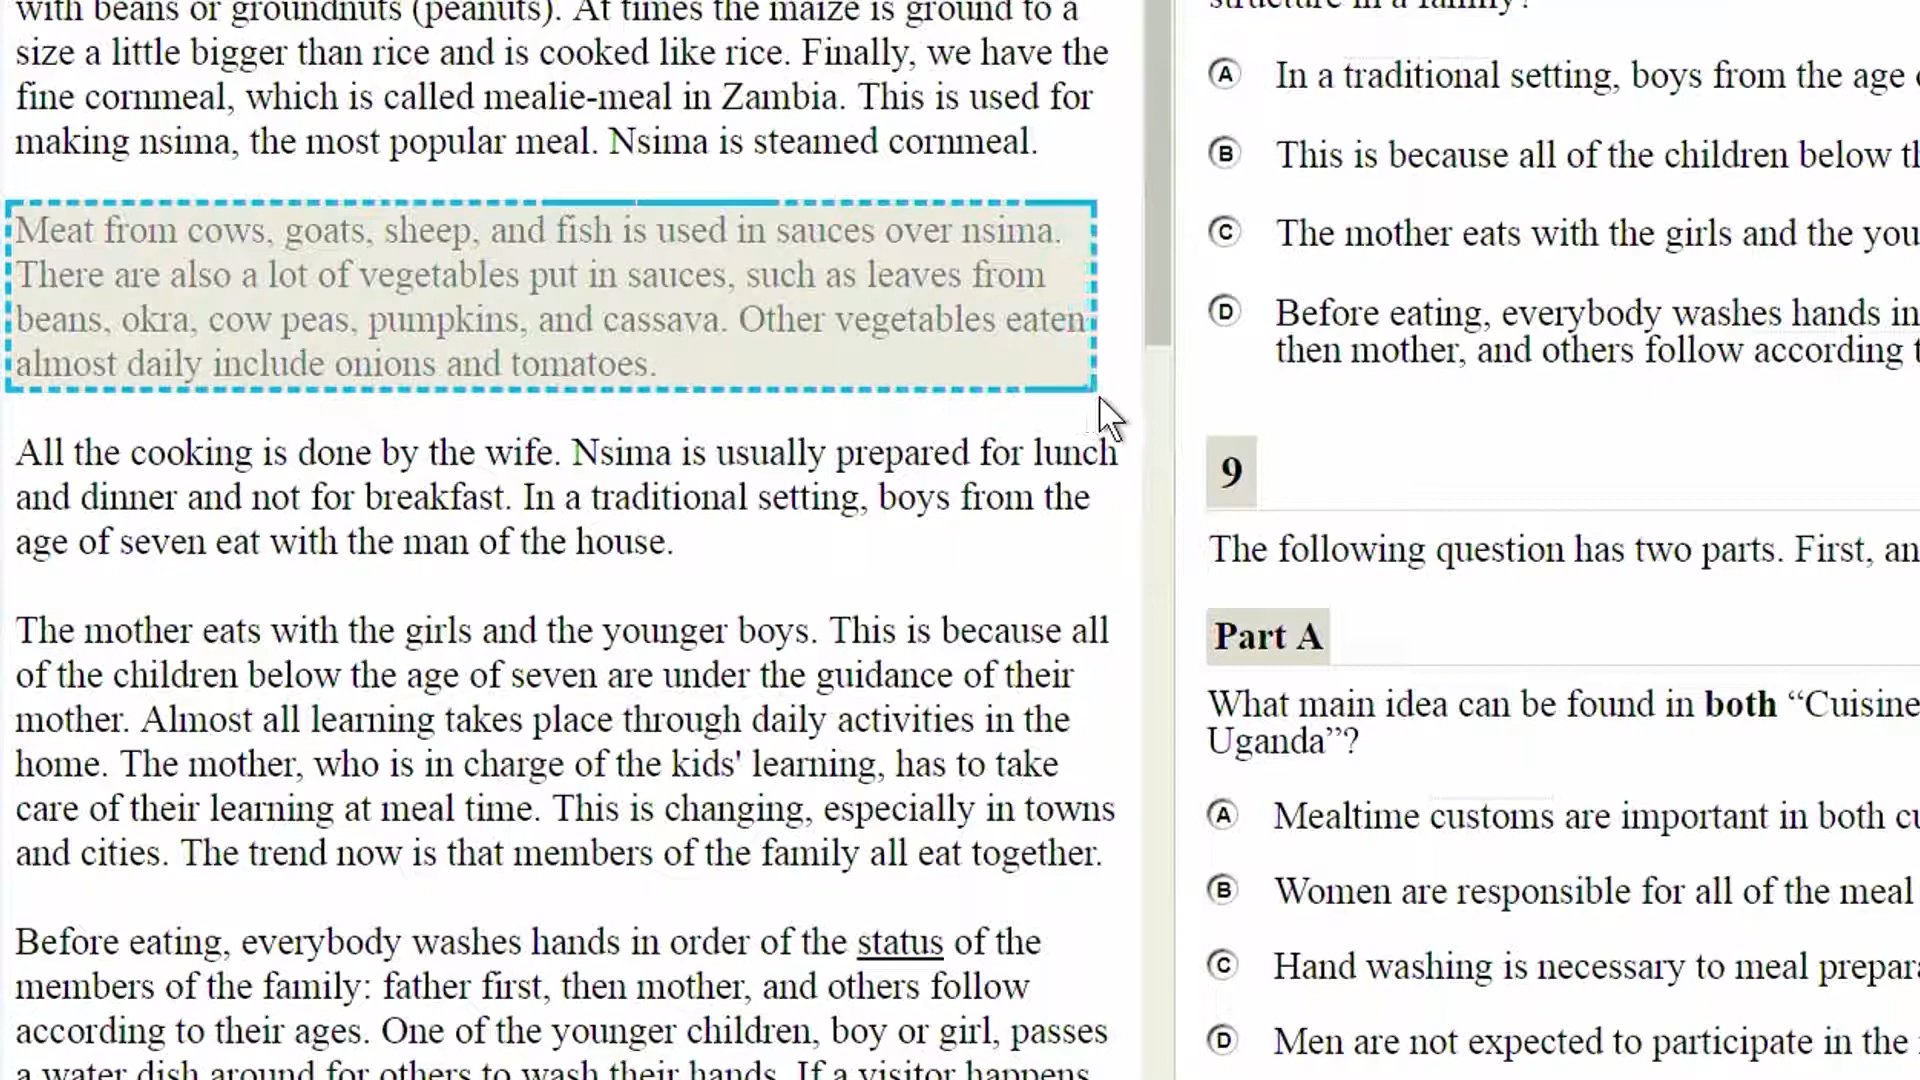 with beans or groundnuts (peanuts). At times the maize is ground to a
size a little bigger than rice and is cooked like rice. Finally, we have the
fine cornmeal, which is called mealie-meal in Zambia. This is used for
making nsima, the most popular meal. Nsima is steamed cornmeal.
Meat from cows, goats, sheep, and fish is used in sauces over nsima.
There are also a lot of vegetables put in sauces, such as leaves from
beans, okra, cow peas, pumpkins, and cassava. Other vegetables eaten
almost daily include onions and tomatoes.
All the cooking is done by the wife. Nsima is usually prepared for lunch
and dinner and not for breakfast. In a traditional setting, boys from the
age of seven eat with the man of the house.
The mother eats with the girls and the younger boys. This is because all
of the children below the age of seven are under the guidance of their
mother. Almost all learning takes place through daily activities in the
home. The mother, who is in charge of the kids' learning, has to take
care of their learning at meal time. This is changing, especially in towns
and cities. The trend now is that members of the family all eat together.
Before eating, everybody washes hands in order of the status of the
members of the family: father first, then mother, and others follow
according to their ages. One of the younger children, boy or girl, passes
a water dish around for others to wash their hands. If a visitor happens
structure in a family?
A In a traditional setting, boys from the age
B This is because all of the children below
C The mother eats with the girls and the
D Before eating, everybody washes hands in
then mother, and others follow according
9
The following question has two parts. First,
Part A
What main idea can be found in both “Cuisine
Uganda”?
A Mealtime customs are important in both
B Women are responsible for all of the meal
C Hand washing is necessary to meal
D Men are not expected to participate in the